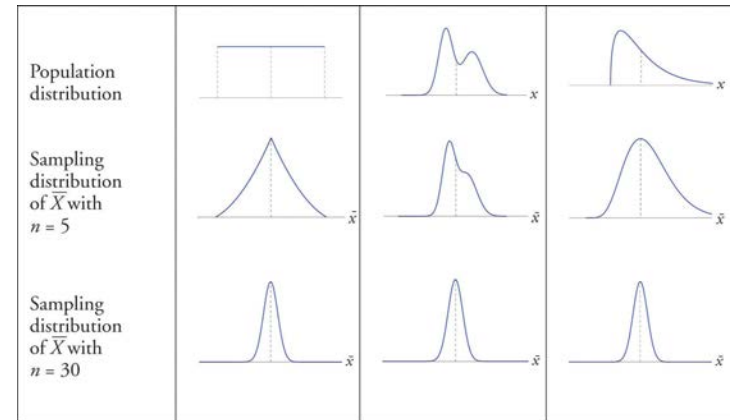 Population
distribution
x
x
Sampling
distribution
of X̅ with
n = 5
x̄
x̄
x̄
Sampling
distribution
of X̅ with
n = 30
x̄
x̄
x̄